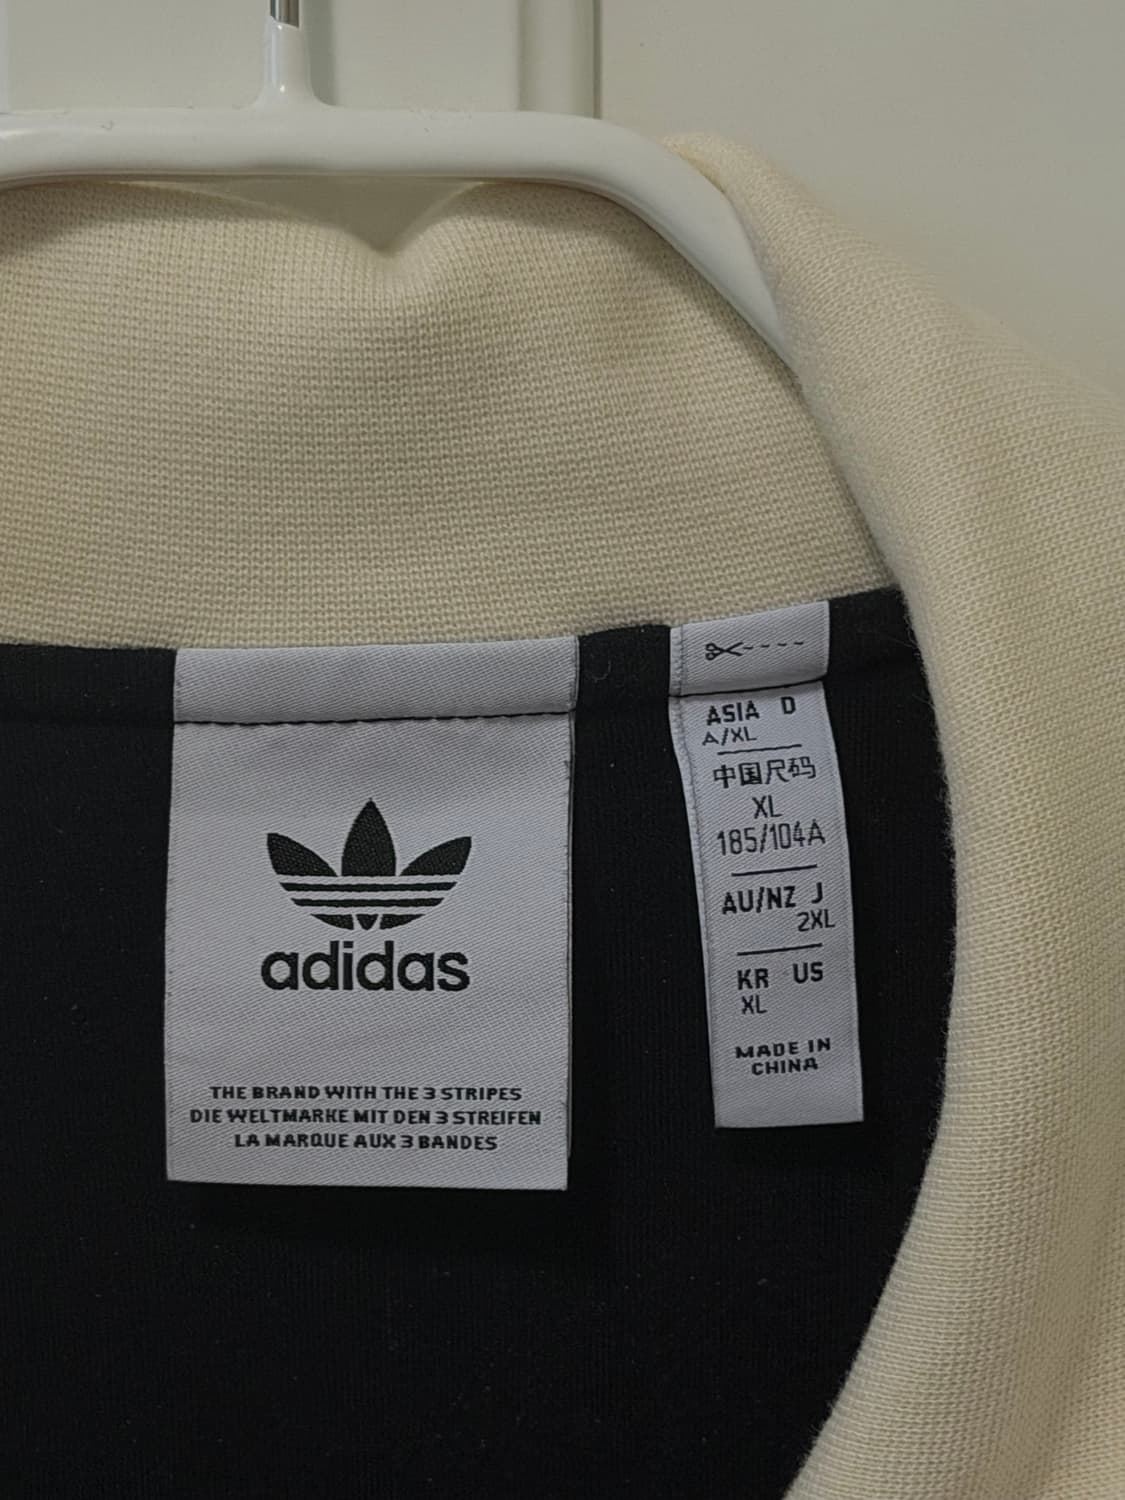 adidas
THE BRAND WITH THE 3 STRIPES
DIE WELTMARKE MIT DEN 3 STREIFEN
LA MARQUE AUX 3 BANDES
ASIA D
A/XL
中国尺码
XL
185/104A
AU/NZ J
2XL
KR US
XL
MADE IN
CHINA